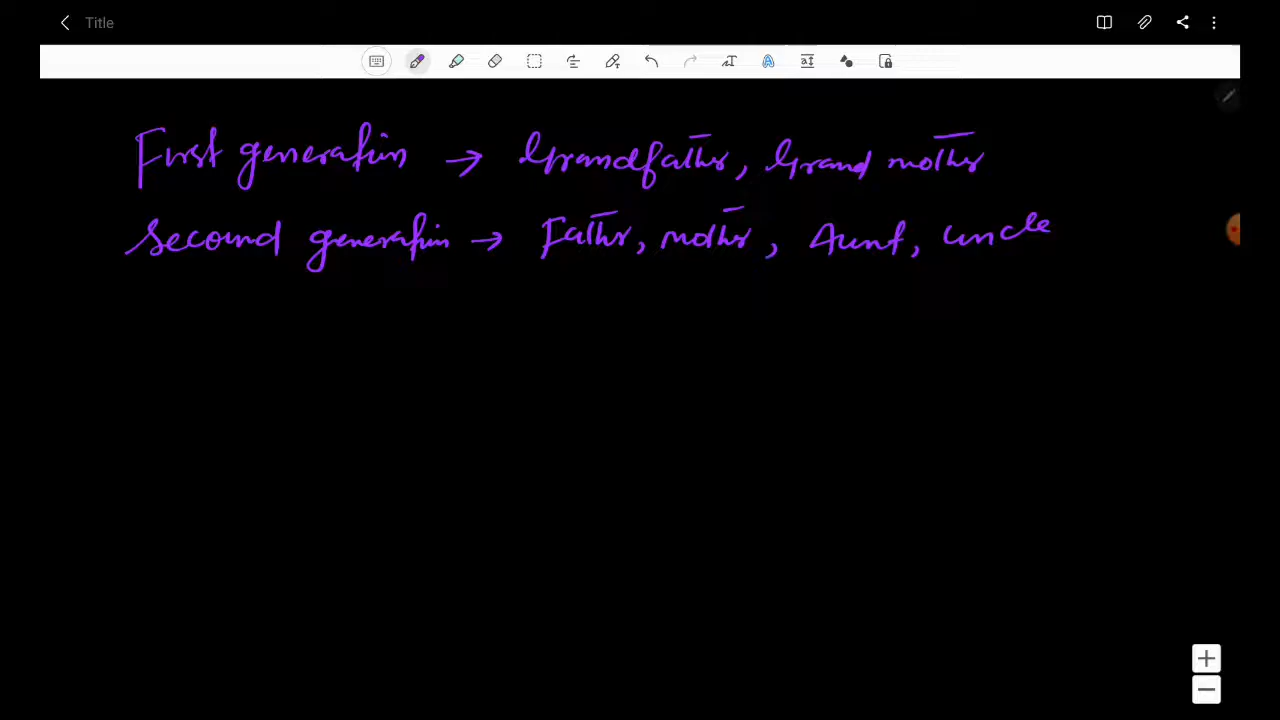 Title
First generation → Grandfather, Grand mother
Second generation → Father, mother, Aunt, uncle